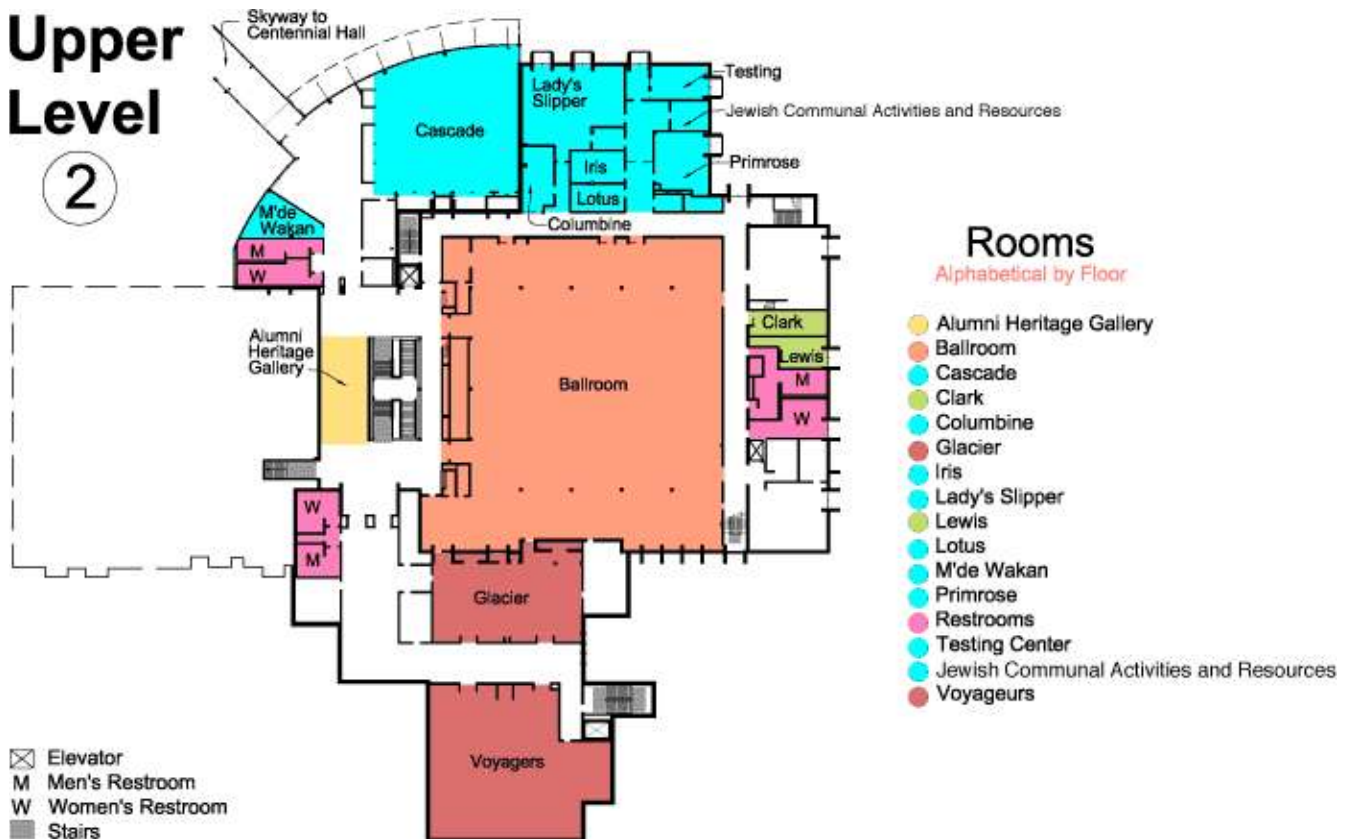 Upper
Level
2
Skyway to
Centennial Hall
Cascade
Lady's
Slipper
Testing
Jewish Communal Activities and Resources
Primrose
Iris
Lotus
Columbine
M'de
Wakan
M
W
Alumni
Heritage
Gallery
Ballroom
Clark
Lewis
M
W
W
M
Glacier
Voyagers
Rooms
Alphabetical by Floor
Alumni Heritage Gallery
Ballroom
Cascade
Clark
Columbine
Glacier
Iris
Lady's Slipper
Lewis
Lotus
M'de Wakan
Primrose
Restrooms
Testing Center
Jewish Communal Activities and Resources
Voyageurs
Elevator
M Men's Restroom
W Women's Restroom
Stairs